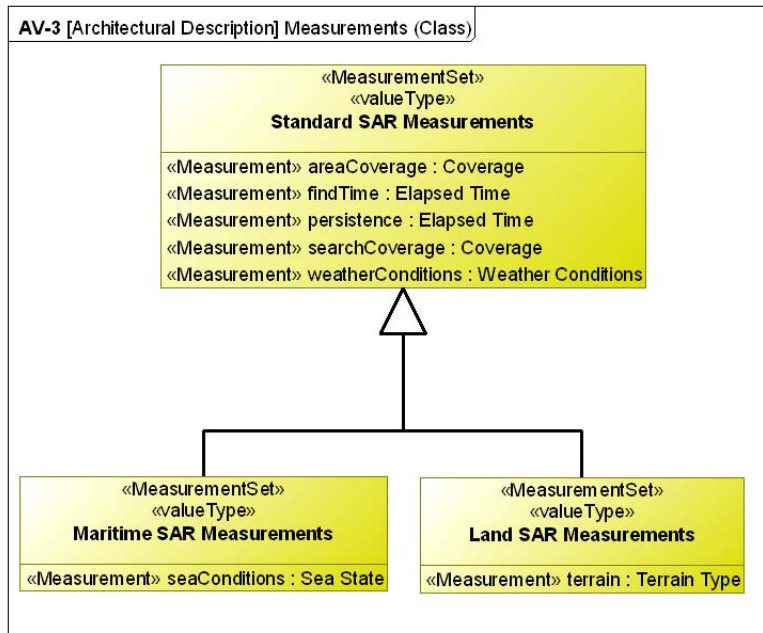 AV-3 [Architectural Description] Measurements (Class)
«MeasurementSet»
«valueType»
Standard SAR Measurements
«Measurement» areaCoverage : Coverage
«Measurement» findTime : Elapsed Time
«Measurement» persistence : Elapsed Time
«Measurement» searchCoverage : Coverage
«Measurement» weatherConditions : Weather Conditions
«MeasurementSet»
«valueType»
Maritime SAR Measurements
«Measurement» seaConditions : Sea State
«MeasurementSet»
«valueType»
Land SAR Measurements
«Measurement» terrain : Terrain Type